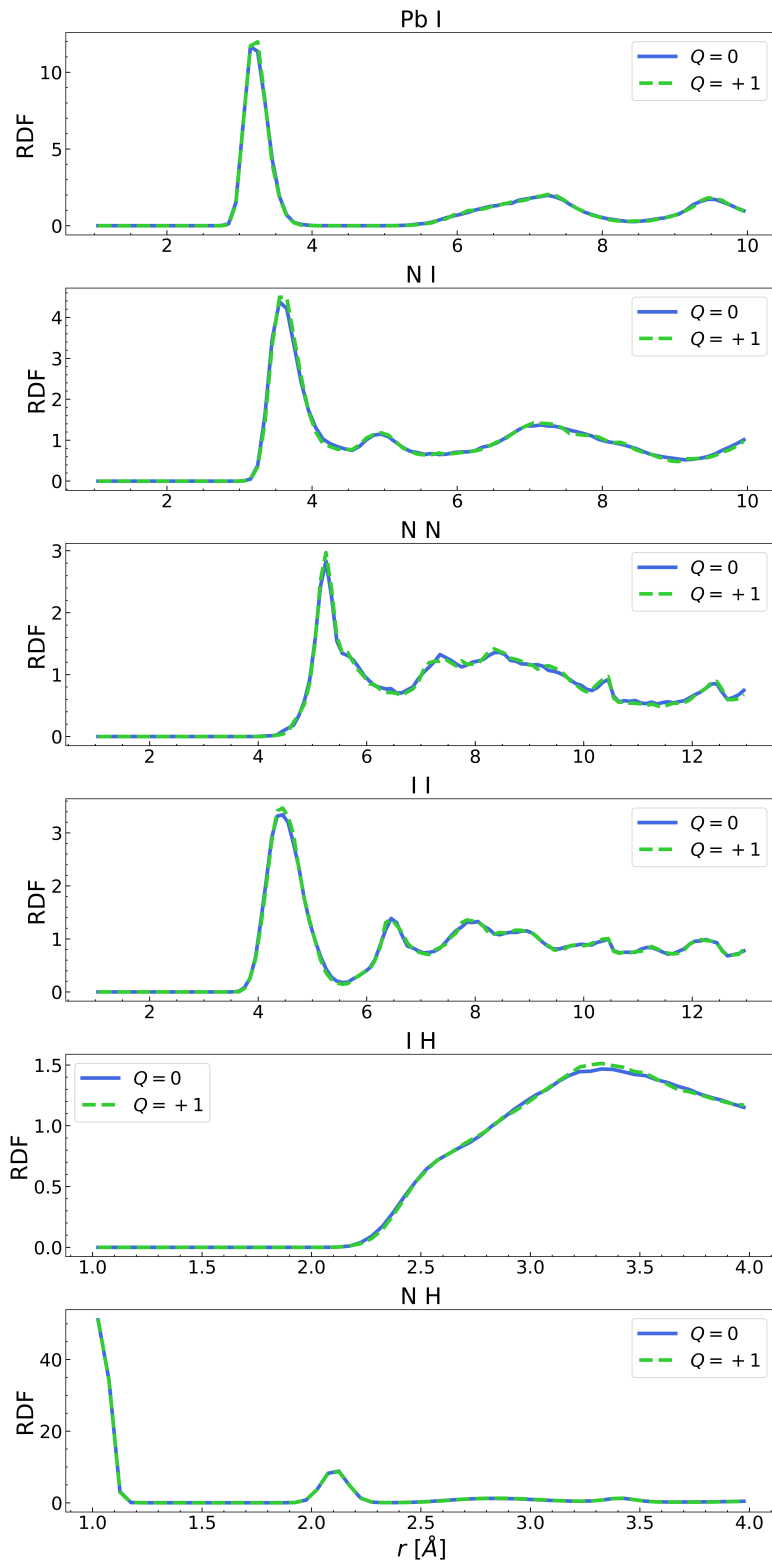 Pb I
RDF
10
5
0
Q = 0
Q = +1
2 4 6 8 10
N I
RDF
4
3
2
1
0
Q = 0
Q = +1
2 4 6 8 10
N N
RDF
3
2
1
0
Q = 0
Q = +1
2 4 6 8 10 12
I I
RDF
3
2
1
0
Q = 0
Q = +1
2 4 6 8 10 12
I H
RDF
1.5
1.0
0.5
0.0
Q = 0
Q = +1
1.0 1.5 2.0 2.5 3.0 3.5 4.0
N H
RDF
40
20
0
Q = 0
Q = +1
1.0 1.5 2.0 2.5 3.0 3.5 4.0
r [Å]